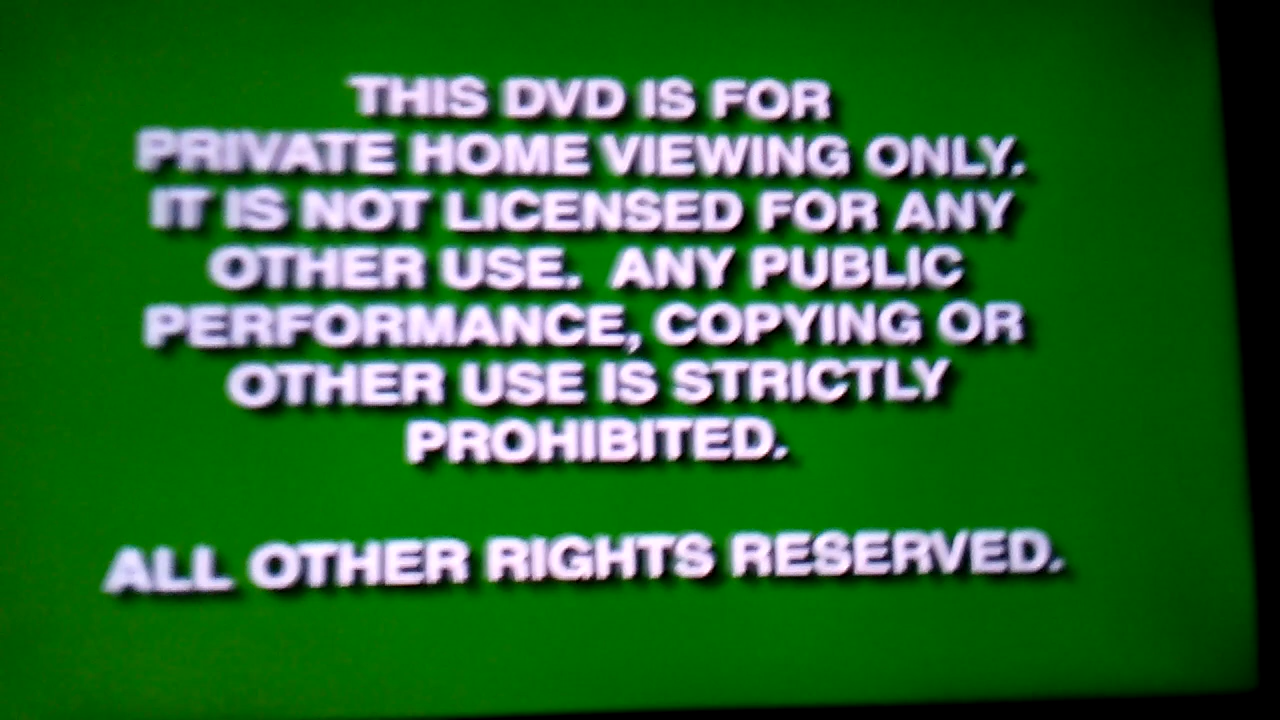 THIS DVD IS FOR
PRIVATE HOME VIEWING ONLY.
IT IS NOT LICENSED FOR ANY
OTHER USE.  ANY PUBLIC
PERFORMANCE, COPYING OR
OTHER USE IS STRICTLY
PROHIBITED.
ALL OTHER RIGHTS RESERVED.